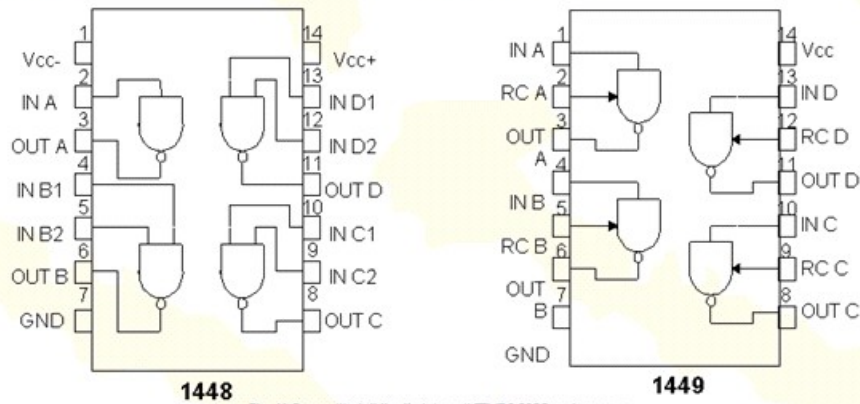 1 14
Vcc- Vcc+
2 13
IN A IN D1
3 12
OUT A IN D2
4 11
IN B1 OUT D
5 10
IN B2 IN C1
6 9
OUT B IN C2
7 8
GND OUT C
1448
1 14
IN A Vcc
2 13
RC A IN D
3 12
OUT RC D
A
4 11
IN B OUT D
5 10
RC B IN C
6 9
OUT RC C
7 8
B OUT C
GND
1449